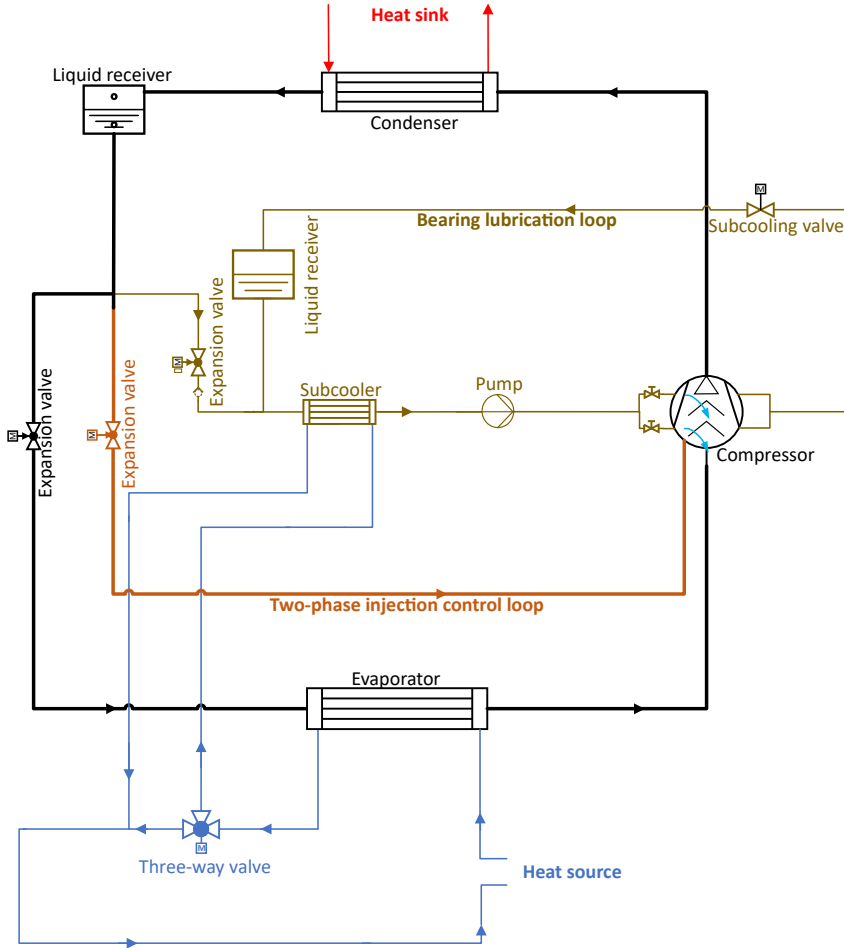 Heat sink
Liquid receiver
Condenser
M
Bearing lubrication loop
Subcooling valve
Liquid receiver
Expansion valve
M
Subcooler
Pump
Expansion valve
M
Expansion valve
M
Compressor
Two-phase injection control loop
Evaporator
M
Three-way valve
Heat source